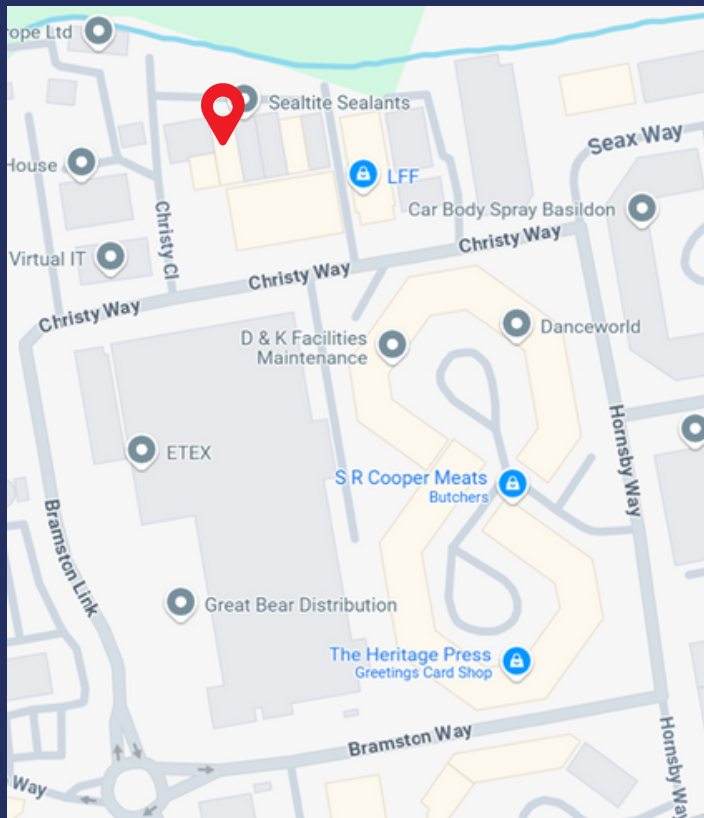 rope Ltd
Sealtite Sealants
Seax Way
House
LFF
Car Body Spray Basildon
Christy Cl
Virtual IT
Christy Way
Christy Way
Christy Way
D & K Facilities
Maintenance
Danceworld
Hornsby Way
ETEX
S R Cooper Meats
Butchers
Bramston Link
Great Bear Distribution
The Heritage Press
Greetings Card Shop
Bramston Way
Hornsby Way
Way